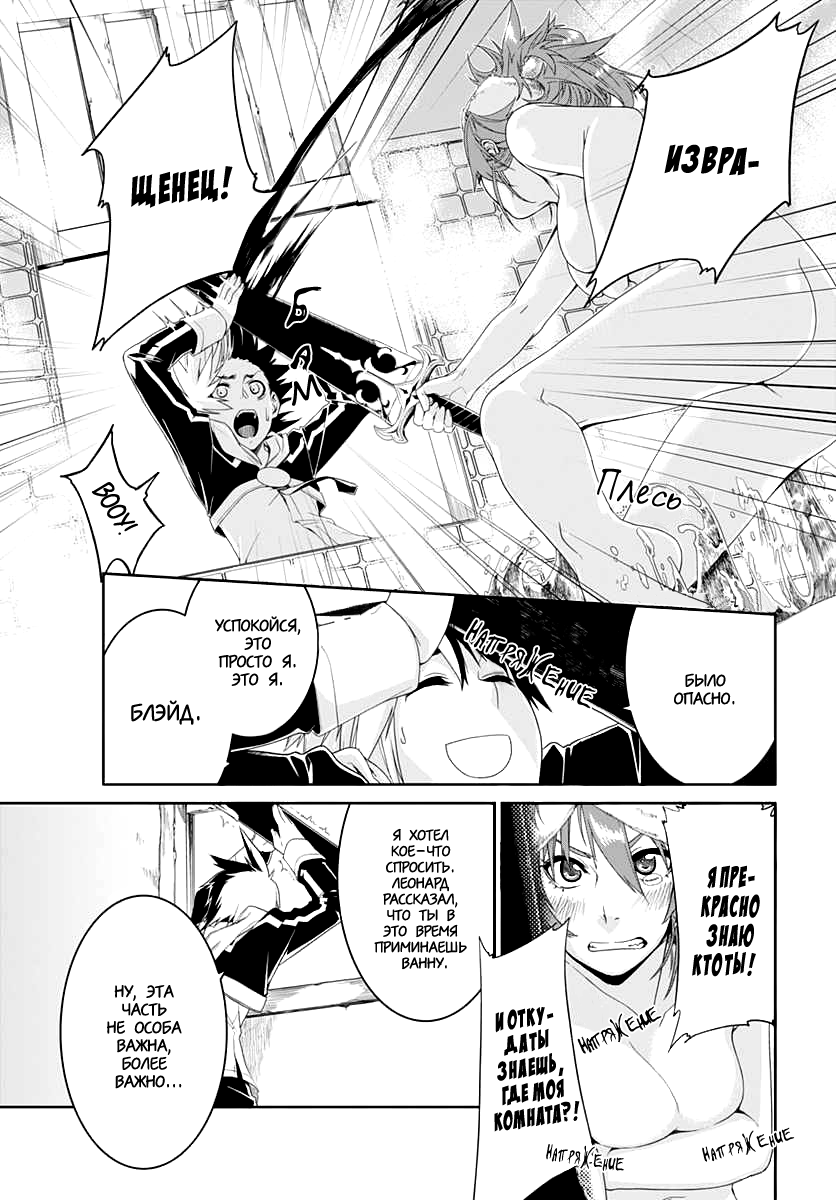 ИЗВРА-
ЩЕНЕЦ!
БАМ
ВООУ!
Плесь
БЫЛО
ОПАСНО.
НАПРЯЖЕНИЕ
УСПОКОЙСЯ,
ЭТО
ПРОСТО Я.
ЭТО Я.
БЛЭЙД.
Я ПРЕ-
КРАСНО
ЗНАЮ
КТО ТЫ!
И ОТКУ-
ДА ТЫ
ЗНАЕШЬ,
ГДЕ МОЯ
КОМНАТА?!
НАПРЯЖЕНИЕ
НАПРЯЖЕНИЕ
НАПРЯЖЕНИЕ
Я ХОТЕЛ
КОЕ-ЧТО
СПРОСИТЬ.
ЛЕОНАРД
РАССКАЗАЛ,
ЧТО ТЫ В
ЭТО ВРЕМЯ
ПРИМИНАЕШЬ
ВАННУ.
НУ, ЭТА
ЧАСТЬ
НЕ ОСОБА
ВАЖНА,
БОЛЕЕ
ВАЖНО...